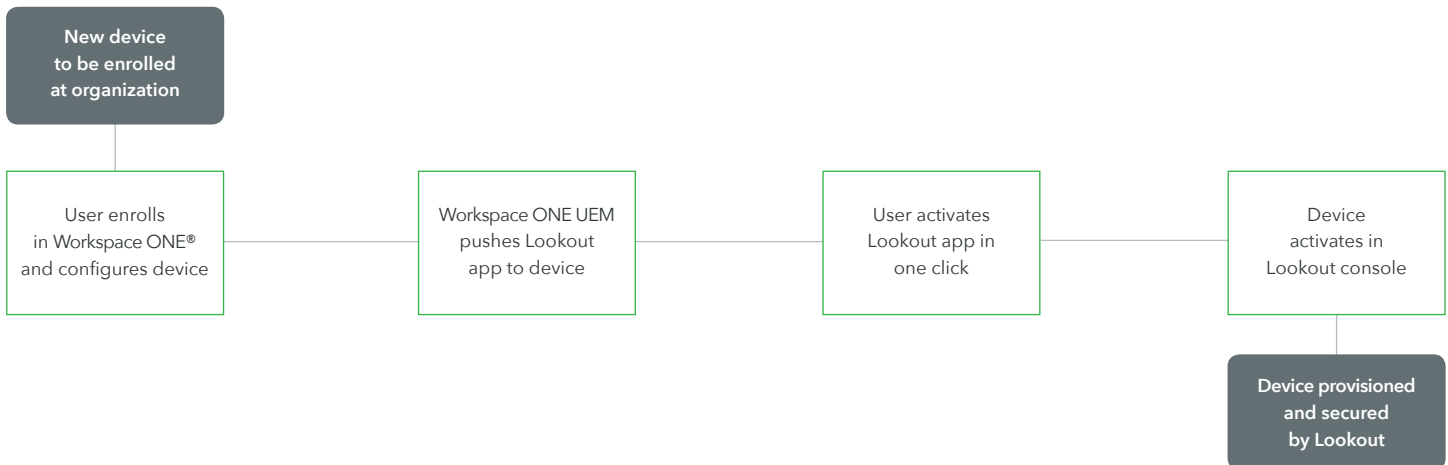 New device
to be enrolled
at organization
User enrolls
in Workspace ONE®
and configures device
Workspace ONE UEM
pushes Lookout
app to device
User activates
Lookout app in
one click
Device
activates in
Lookout console
Device provisioned
and secured
by Lookout